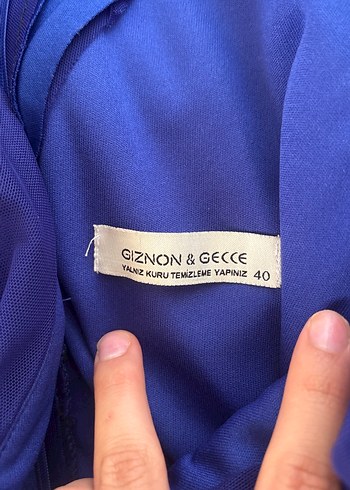 GIZNON & GECCE
YALNIZ KURU TEMİZLEME YAPINIZ 40